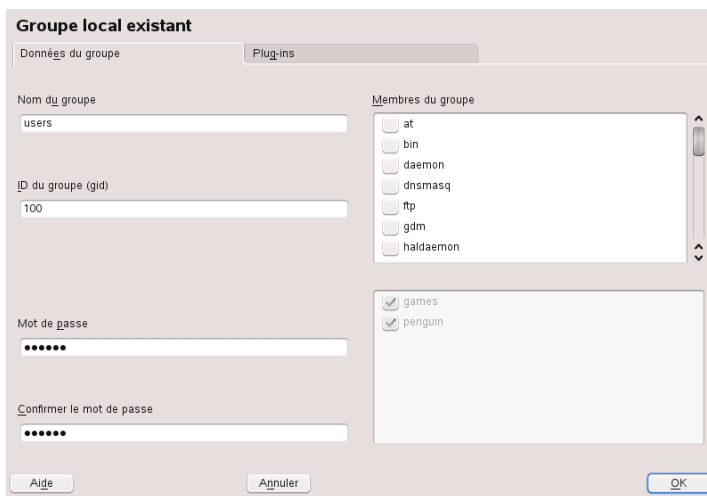 Groupe local existant
Données du groupe
Plug-ins
Nom du groupe
users
ID du groupe (gid)
100
Mot de passe
••••••
Confirmer le mot de passe
••••••
Membres du groupe
at
bin
daemon
dnsmasq
ftp
gdm
haldaemon
games
penguin
Aide
Annuler
OK